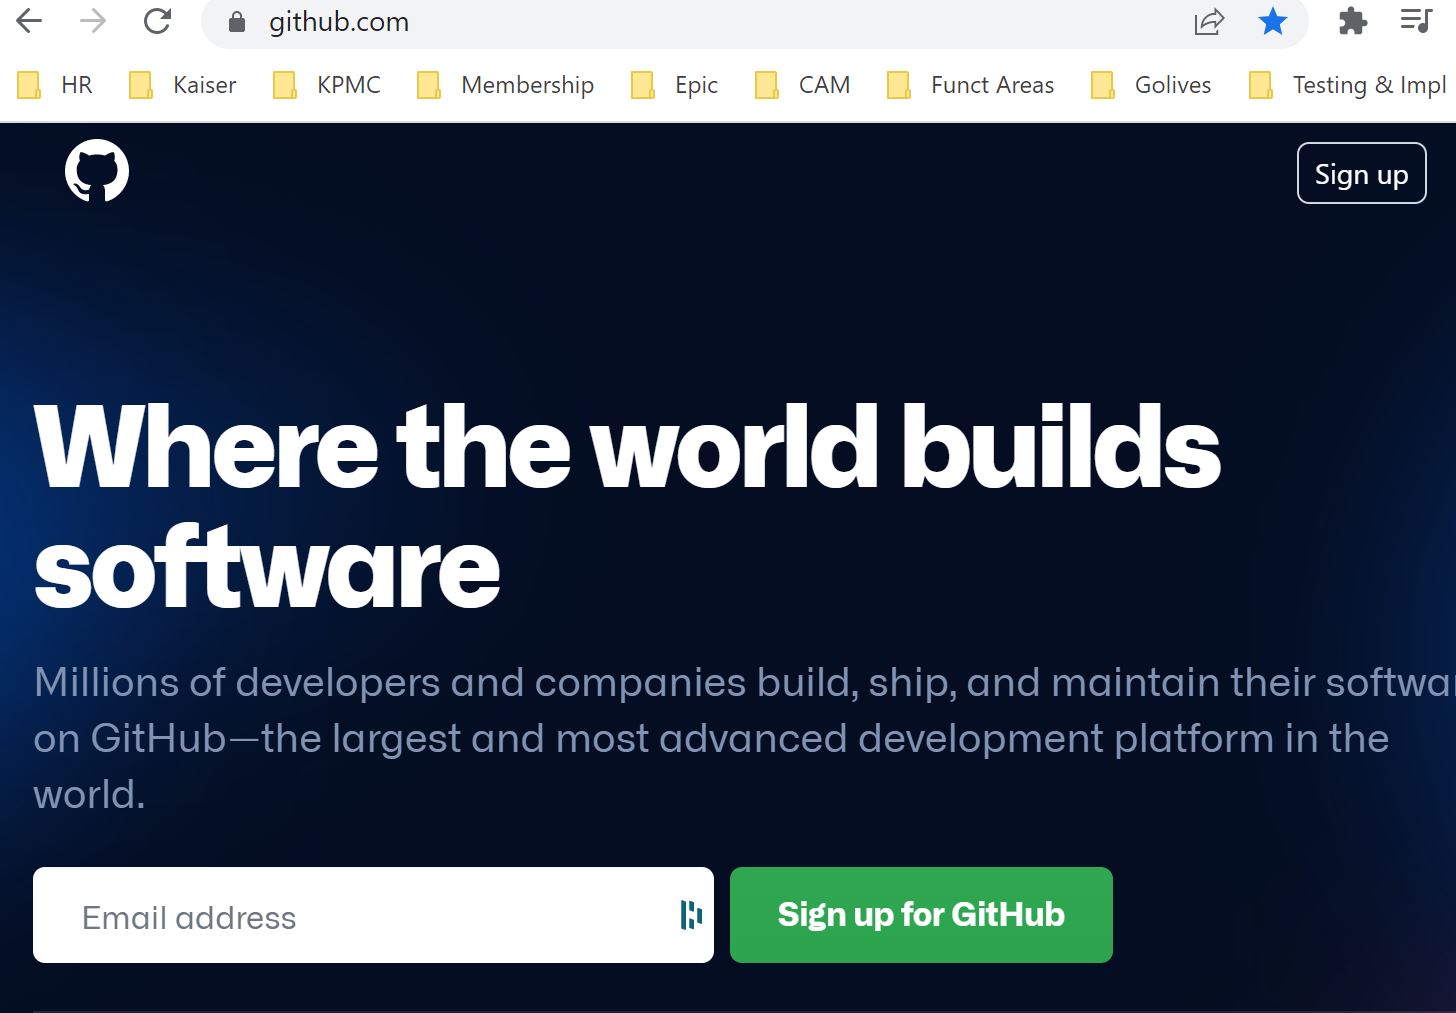 github.com
HR Kaiser KPMC Membership Epic CAM Funct Areas Golives Testing & Impl
Sign up
Where the world builds
software
Millions of developers and companies build, ship, and maintain their softwar
on GitHub—the largest and most advanced development platform in the
world.
Email address Sign up for GitHub